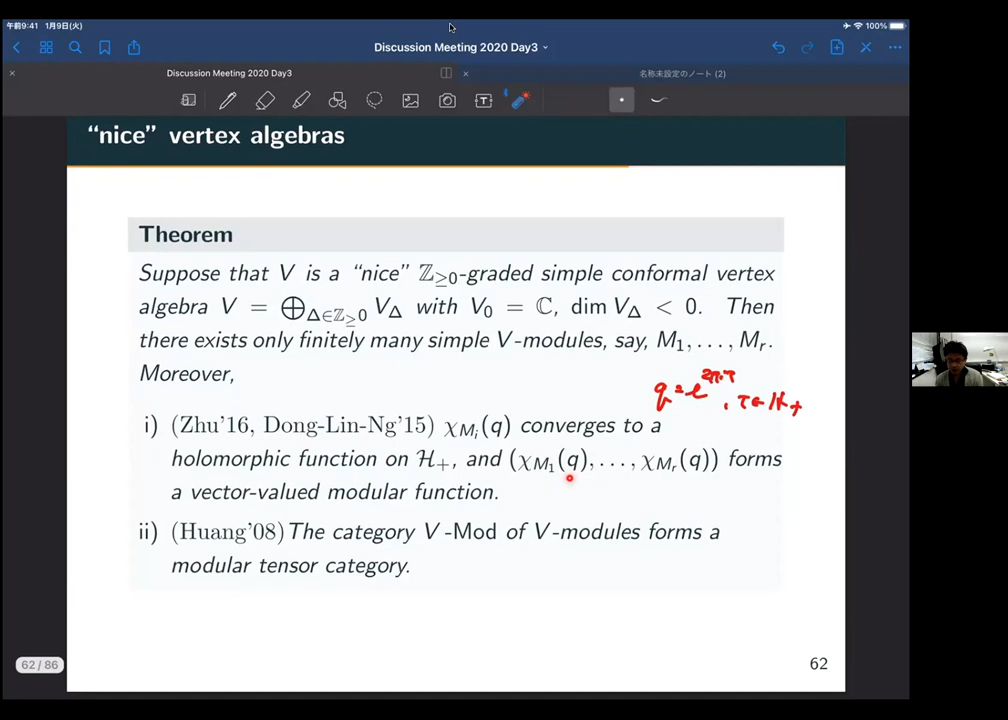 午前9:41 1月9日(火)
100%
Discussion Meeting 2020 Day3
Discussion Meeting 2020 Day3
名称未設定のノート (2)
"nice" vertex algebras
Theorem
Suppose that V is a "nice" ℤ≥0-graded simple conformal vertex
algebra V = ⨁Δ∈ℤ≥0 VΔ with V0 = ℂ, dim VΔ < 0. Then
there exists only finitely many simple V-modules, say, M1, . . . , Mr.
Moreover,
q = e^2πiτ, τ∈H+
i) (Zhu'16, Dong-Lin-Ng'15) χMi(q) converges to a
holomorphic function on H+, and (χM1(q), . . . , χMr(q)) forms
a vector-valued modular function.
ii) (Huang'08)The category V -Mod of V-modules forms a
modular tensor category.
62 / 86
62